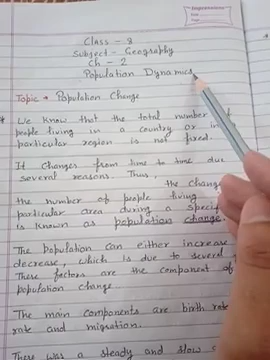 Class - 8
Subject - Geography
Ch - 2
Population Dynamics
Topic → Population Change
* We know that the total number of
people living in a country or in
particular region is not fixed.
It changes from time to time due
several reasons. Thus,
the change
the number of people living
particular area during a
is known as population change.
The population can either increase
decrease, which is due to several
These factors are the component of
population change.
The main components are birth rate
rate and migration.
There was a steady and slow